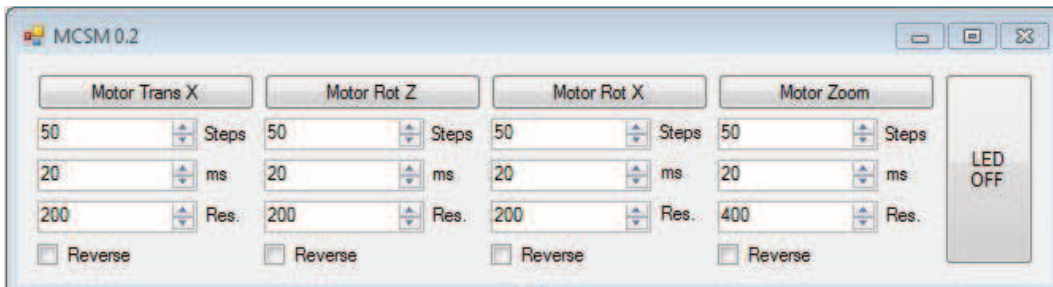 MCSM 0.2
Motor Trans X Motor Rot Z Motor Rot X Motor Zoom
50 Steps 50 Steps 50 Steps 50 Steps
20 ms 20 ms 20 ms 20 ms
200 Res. 200 Res. 200 Res. 400 Res.
Reverse Reverse Reverse Reverse
LED
OFF